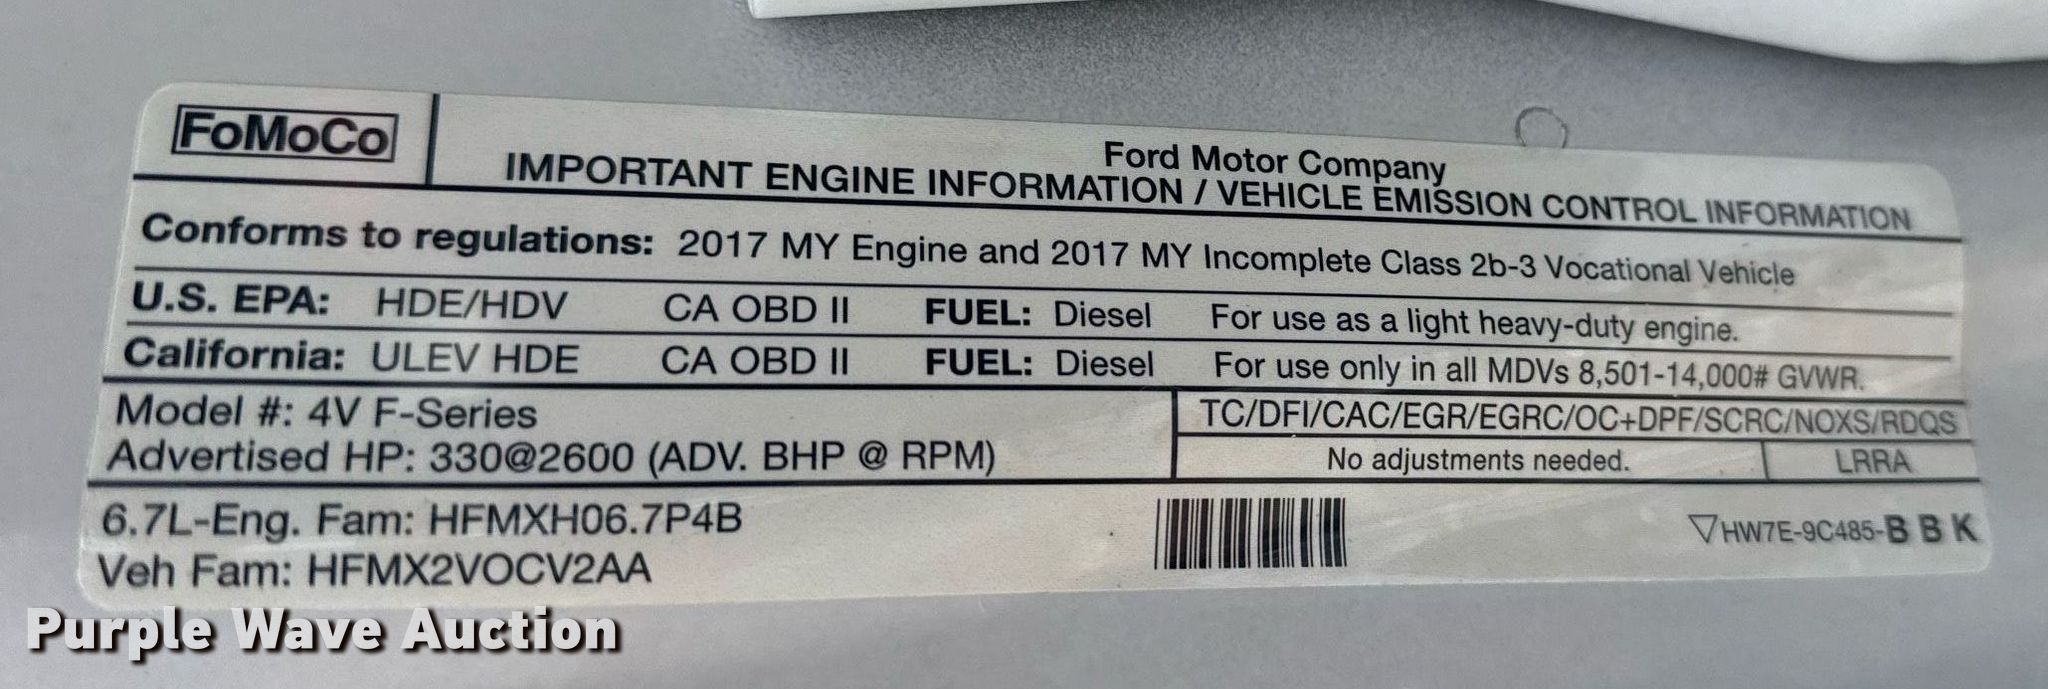 FoMoCo
Ford Motor Company
IMPORTANT ENGINE INFORMATION / VEHICLE EMISSION CONTROL INFORMATION
Conforms to regulations: 2017 MY Engine and 2017 MY Incomplete Class 2b-3 Vocational Vehicle
U.S. EPA: HDE/HDV CA OBD II FUEL: Diesel For use as a light heavy-duty engine.
California: ULEV HDE CA OBD II FUEL: Diesel For use only in all MDVs 8,501-14,000# GVWR.
Model #: 4V F-Series
Advertised HP: 330@2600 (ADV. BHP @ RPM)
TC/DFI/CAC/EGR/EGRC/OC+DPF/SCRC/NOXS/RDQS
No adjustments needed. LRRA
6.7L-Eng. Fam: HFMXH06.7P4B
Veh Fam: HFMX2VOCV2AA
▽HW7E-9C485-B B K
Purple Wave Auction